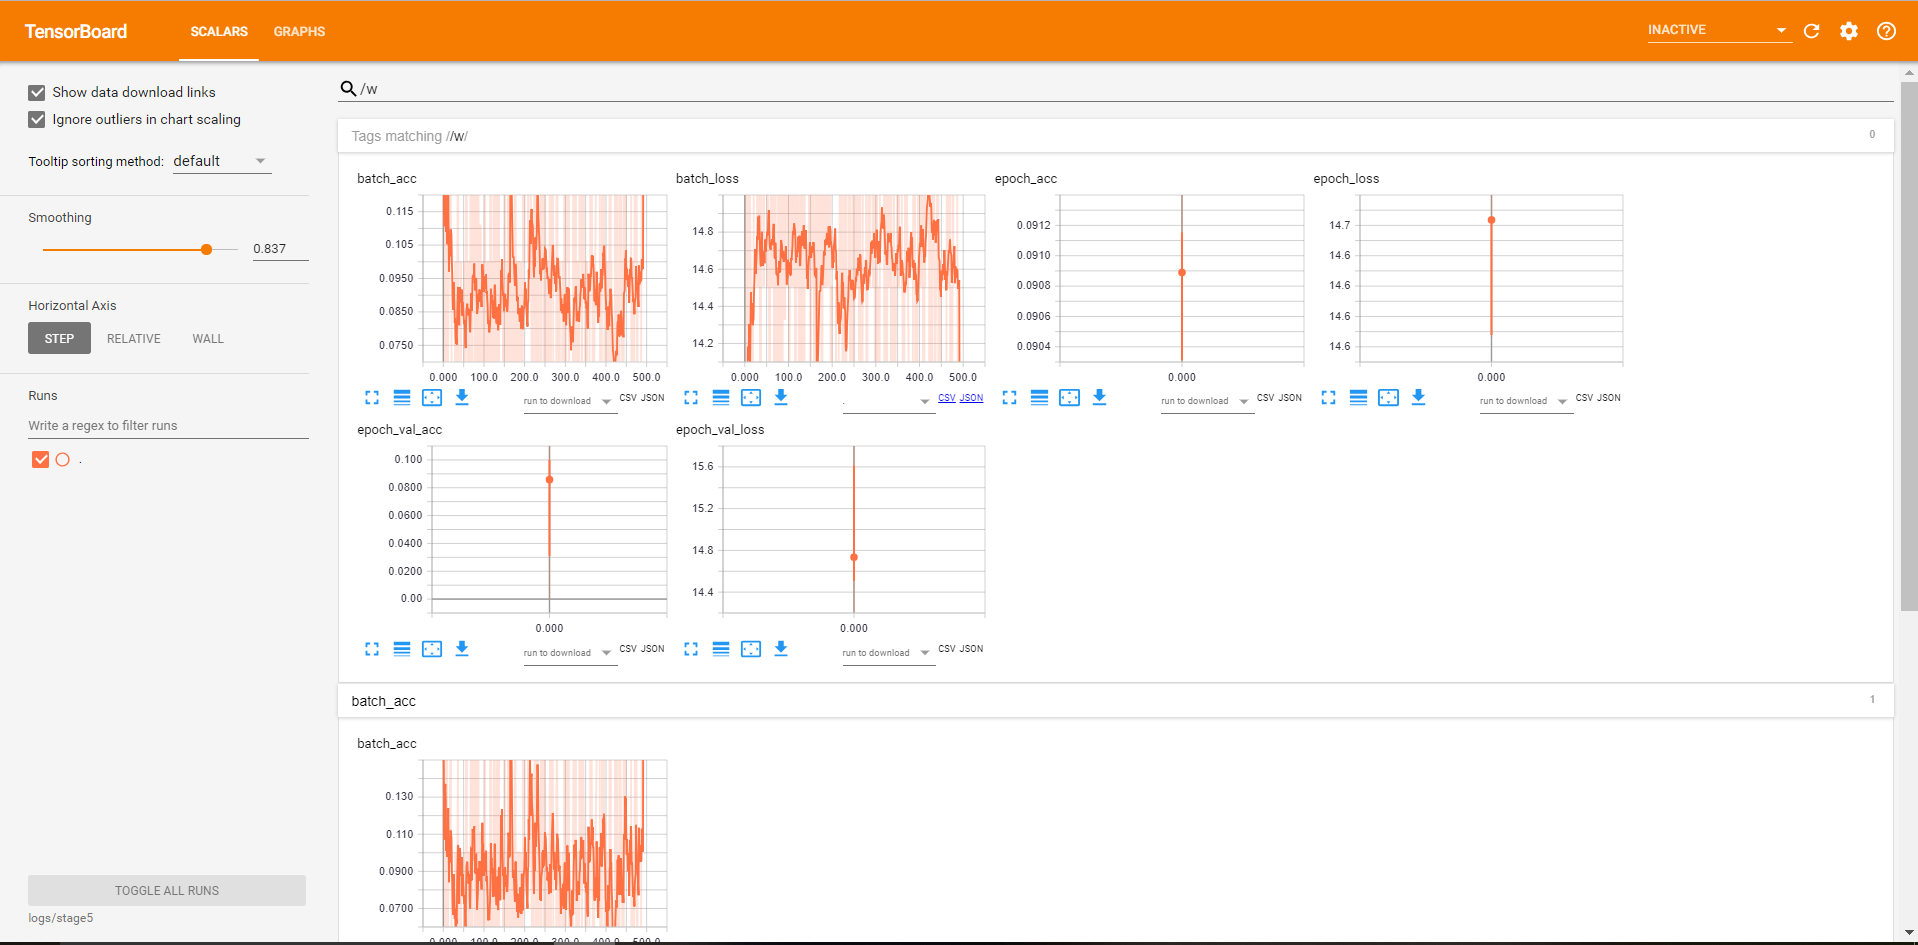 TensorBoard SCALARS GRAPHS INACTIVE
Show data download links
Ignore outliers in chart scaling
Tooltip sorting method: default
Smoothing
0.837
Horizontal Axis
STEP RELATIVE WALL
Runs
Write a regex to filter runs
.
TOGGLE ALL RUNS
logs/stage5
/w
Tags matching //w/ 0
batch_acc
0.115
0.105
0.0950
0.0850
0.0750
0.000 100.0 200.0 300.0 400.0 500.0
run to download CSV JSON
batch_loss
14.8
14.6
14.4
14.2
0.000 100.0 200.0 300.0 400.0 500.0
. CSV JSON
epoch_acc
0.0912
0.0910
0.0908
0.0906
0.0904
0.000
run to download CSV JSON
epoch_loss
14.7
14.6
14.6
14.6
14.6
0.000
run to download CSV JSON
epoch_val_acc
0.100
0.0800
0.0600
0.0400
0.0200
0.00
0.000
run to download CSV JSON
epoch_val_loss
15.6
15.2
14.8
14.4
0.000
run to download CSV JSON
batch_acc 1
batch_acc
0.130
0.110
0.0900
0.0700
0.000 100.0 200.0 300.0 400.0 500.0